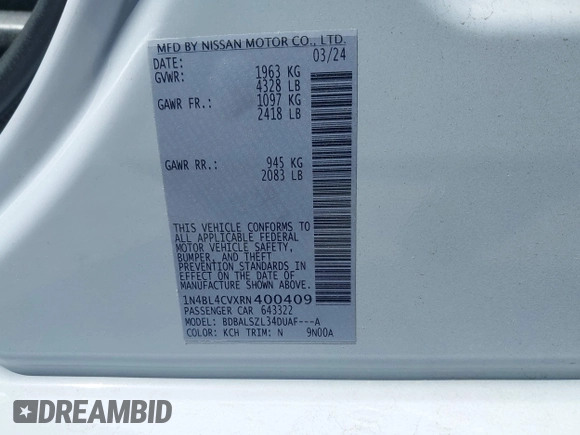 MFD BY NISSAN MOTOR CO., LTD.
DATE: 03/24
GVWR: 1963 KG
4328 LB
GAWR FR.: 1097 KG
2418 LB
GAWR RR.: 945 KG
2083 LB
THIS VEHICLE CONFORMS TO
ALL APPLICABLE FEDERAL
MOTOR VEHICLE SAFETY,
BUMPER, AND THEFT
PREVENTION STANDARDS IN
EFFECT ON THE DATE OF
MANUFACTURE SHOWN ABOVE.
1N4BL4CVXRN400409
PASSENGER CAR 643322
MODEL: BDBALSZL34DUAF---A
COLOR: KCH TRIM: N 9N00A
DREAMBID